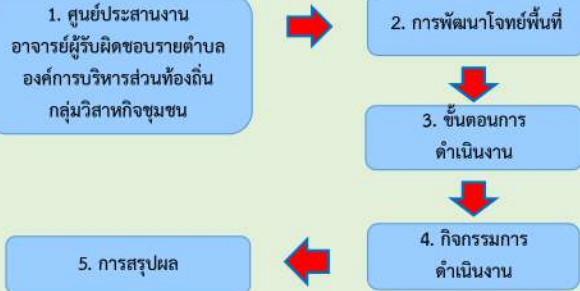 1. ศูนย์ประสานงาน
อาจารย์ผู้รับผิดชอบรายตำบล
องค์การบริหารส่วนท้องถิ่น
กลุ่มวิสาหกิจชุมชน
2. การพัฒนาโจทย์พื้นที่
3. ขั้นตอนการ
ดำเนินงาน
4. กิจกรรมการ
ดำเนินงาน
5. การสรุปผล